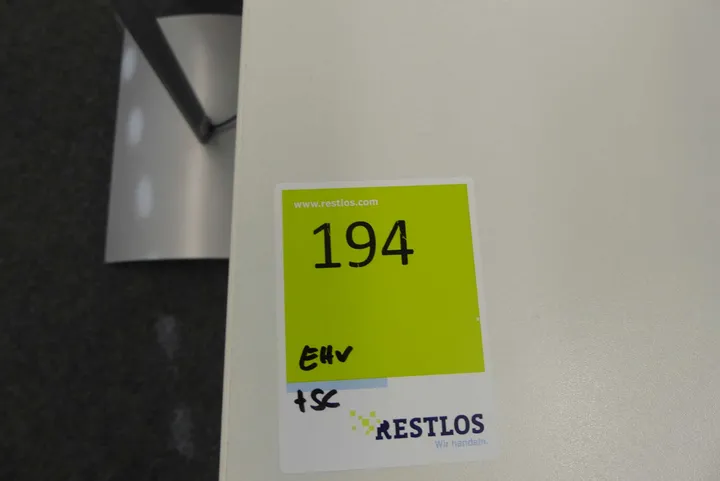 www.restlos.com
194
EHV
+SC
RESTLOS
Wir handeln.